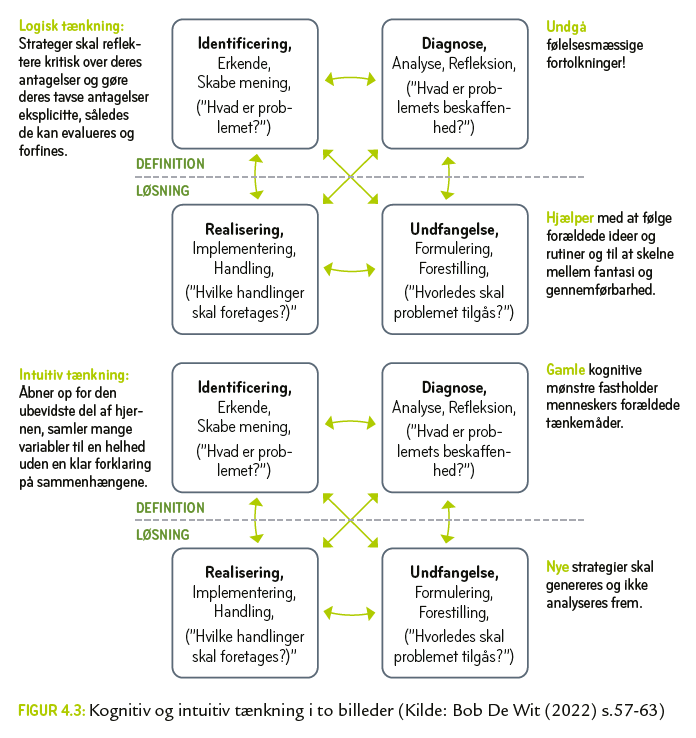 Logisk tænkning:
Strateger skal reflek-
tere kritisk over deres
antagelser og gøre
deres tavse antagelser
eksplicitte, således
de kan evalueres og
forfines.
Identificering,
Erkende,
Skabe mening,
("Hvad er prob-
lemet?")
Diagnose,
Analyse, Refleksion,
("Hvad er prob-
lemets beskaffen-
hed?")
Undgå
følelsesmæssige
fortolkninger!
DEFINITION
LØSNING
Realisering,
Implementering,
Handling,
("Hvilke handlinger
skal foretages?)"
Undfangelse,
Formulering,
Forestilling,
("Hvorledes skal
problemet tilgås?")
Hjælper med at følge
forældede ideer og
rutiner og til at skelne
mellem fantasi og
gennemførbarhed.
Intuitiv tænkning:
Åbner op for den
ubevidste del af hjer-
nen, samler mange
variabler til en helhed
uden en klar forklaring
på sammenhængene.
Identificering,
Erkende,
Skabe mening,
("Hvad er prob-
lemet?")
Diagnose,
Analyse, Refleksion,
("Hvad er prob-
lemets beskaffen-
hed?")
Gamle kognitive
mønstre fastholder
menneskers forældede
tænkemåder.
DEFINITION
LØSNING
Realisering,
Implementering,
Handling,
("Hvilke handlinger
skal foretages?)"
Undfangelse,
Formulering,
Forestilling,
("Hvorledes skal
problemet tilgås?")
Nye strategier skal
genereres og ikke
analyseres frem.
FIGUR 4.3: Kognitiv og intuitiv tænkning i to billeder (Kilde: Bob De Wit (2022) s.57-63)